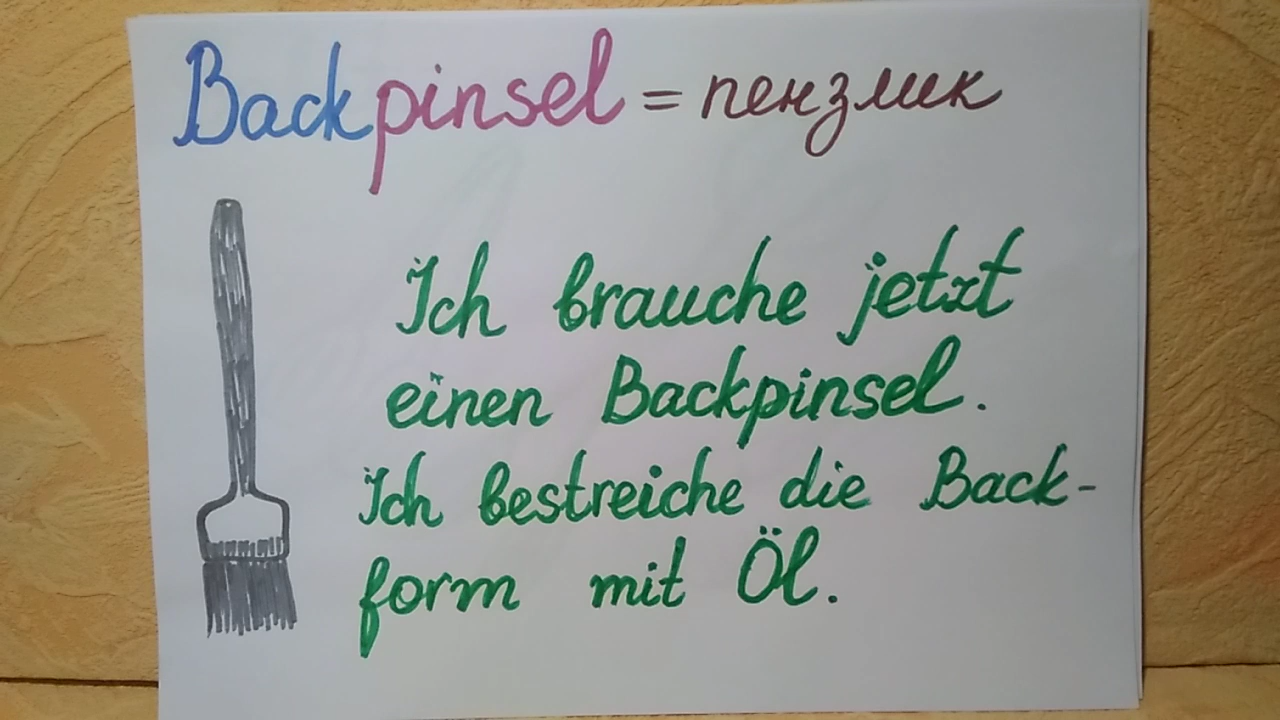 Backpinsel = пензлик
Ich brauche jetzt
einen Backpinsel.
Ich bestreiche die Back-
form mit Öl.